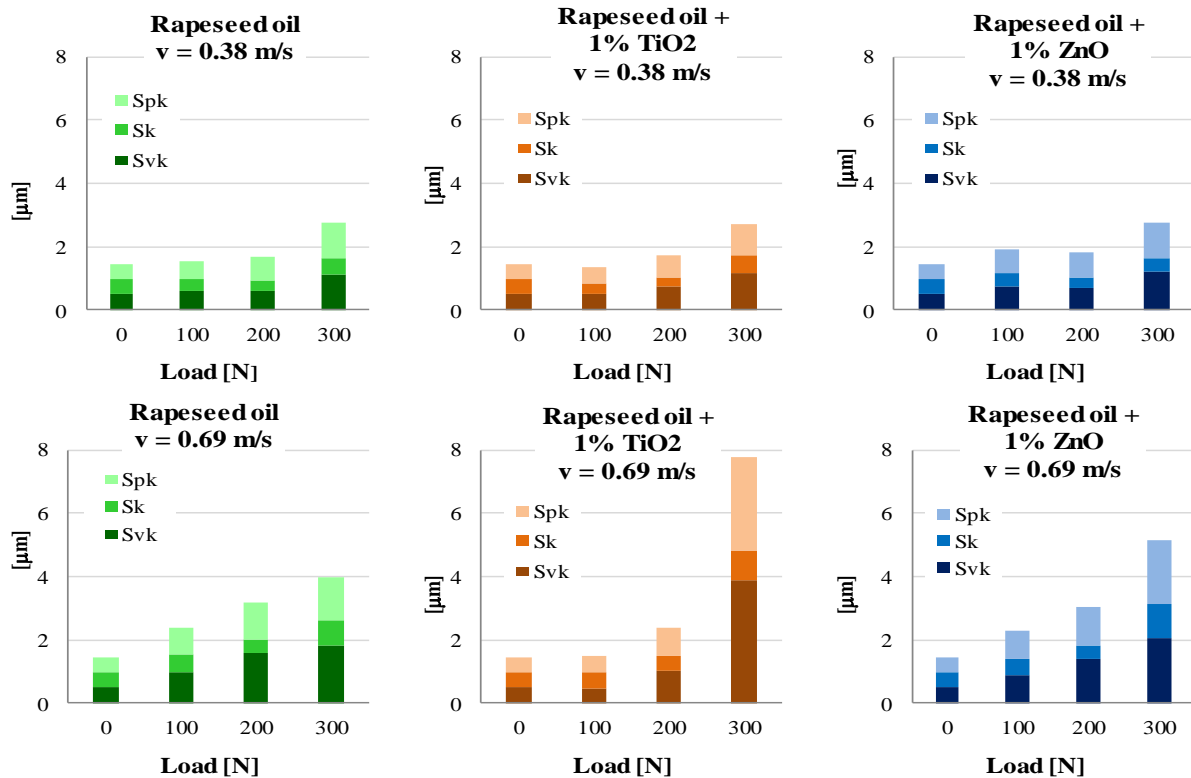 Rapeseed oil
v = 0.38 m/s
8
6
4
2
0
[µm]
Spk
Sk
Svk
0 100 200 300
Load [N]
Rapeseed oil +
1% TiO2
v = 0.38 m/s
8
6
4
2
0
[µm]
Spk
Sk
Svk
0 100 200 300
Load [N]
Rapeseed oil +
1% ZnO
v = 0.38 m/s
8
6
4
2
0
[µm]
Spk
Sk
Svk
0 100 200 300
Load [N]
Rapeseed oil
v = 0.69 m/s
8
6
4
2
0
[µm]
Spk
Sk
Svk
0 100 200 300
Load [N]
Rapeseed oil +
1% TiO2
v = 0.69 m/s
8
6
4
2
0
[µm]
Spk
Sk
Svk
0 100 200 300
Load [N]
Rapeseed oil +
1% ZnO
v = 0.69 m/s
8
6
4
2
0
[µm]
Spk
Sk
Svk
0 100 200 300
Load [N]